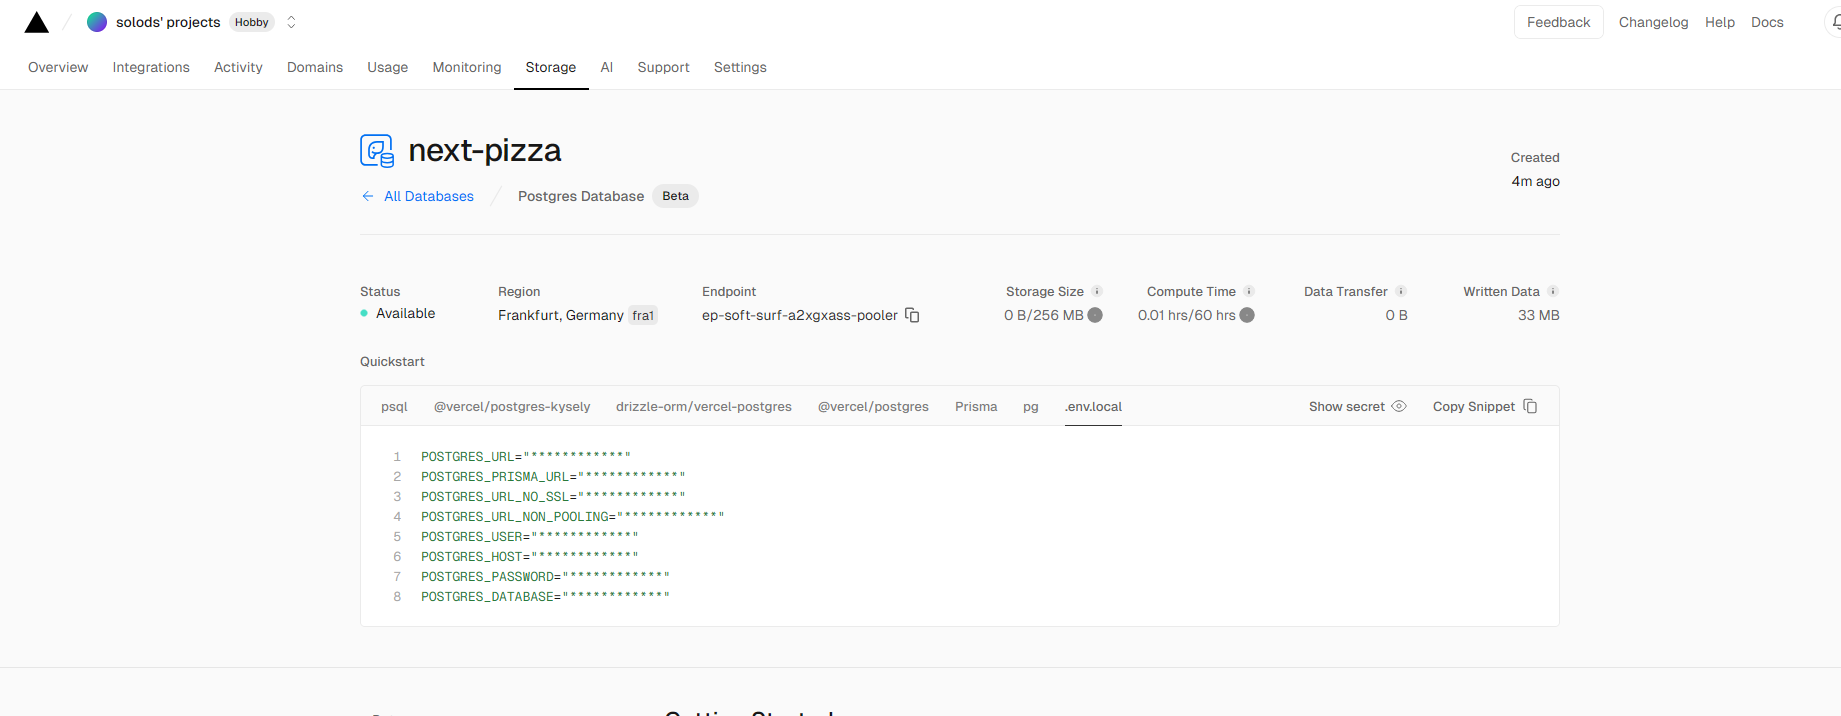 solods' projects Hobby
Feedback Changelog Help Docs
Overview Integrations Activity Domains Usage Monitoring Storage AI Support Settings
next-pizza
Created
4m ago
All Databases Postgres Database Beta
Status Region Endpoint Storage Size Compute Time Data Transfer Written Data
Available Frankfurt, Germany fra1 ep-soft-surf-a2xgxass-pooler 0 B/256 MB 0.01 hrs/60 hrs 0 B 33 MB
Quickstart
psql @vercel/postgres-kysely drizzle-orm/vercel-postgres @vercel/postgres Prisma pg .env.local Show secret Copy Snippet
1 POSTGRES_URL="************"
2 POSTGRES_PRISMA_URL="************"
3 POSTGRES_URL_NO_SSL="************"
4 POSTGRES_URL_NON_POOLING="************"
5 POSTGRES_USER="************"
6 POSTGRES_HOST="************"
7 POSTGRES_PASSWORD="************"
8 POSTGRES_DATABASE="************"
Getting Started